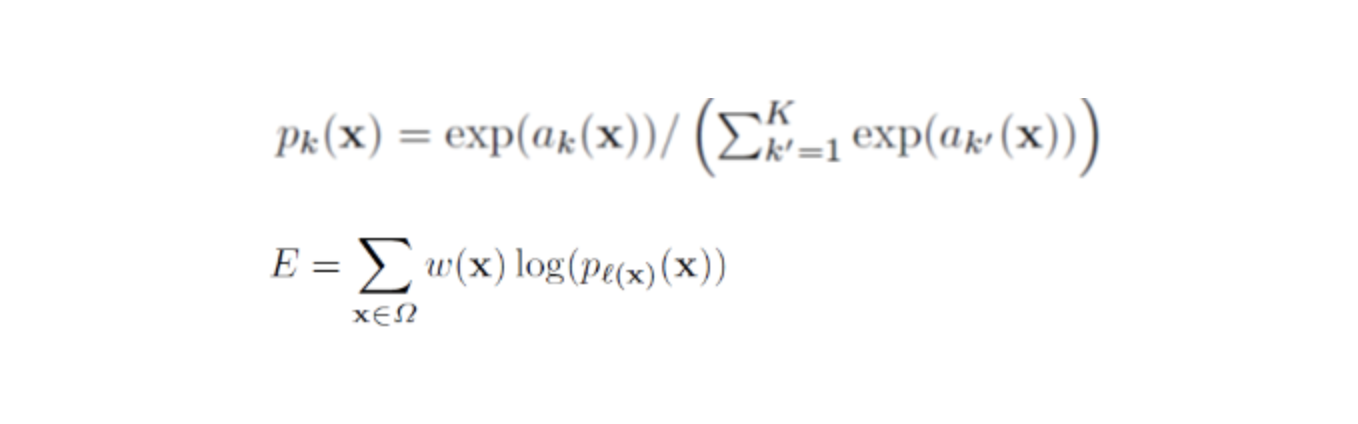 p_k(𝐱) = exp(a_k(𝐱))/ (∑_{k′=1}^{K} exp(a_{k′}(𝐱)))
E = ∑_{𝐱∈Ω} w(𝐱) log(p_{ℓ(𝐱)}(𝐱))